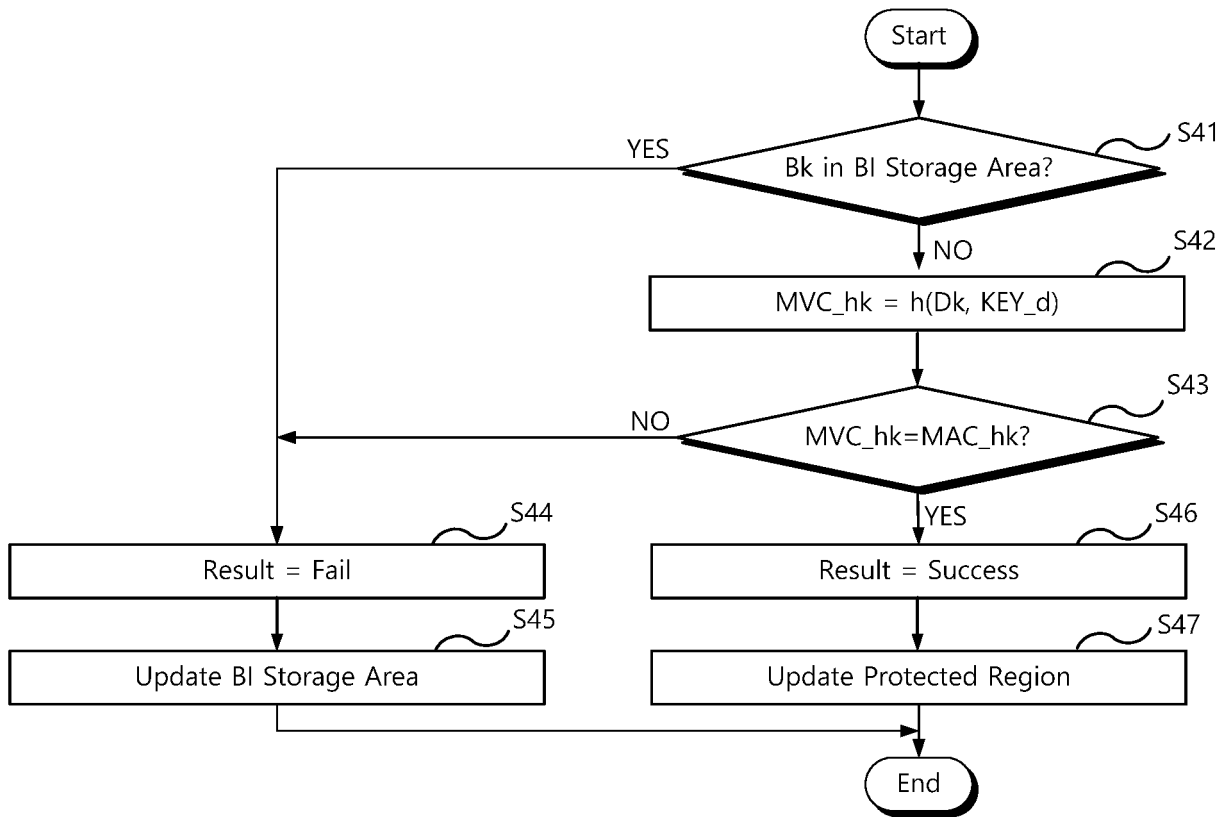 Start
S41
YES
Bk in BI Storage Area?
NO
S42
MVC_hk = h(Dk, KEY_d)
S43
NO
MVC_hk=MAC_hk?
YES
S44
Result = Fail
S46
Result = Success
S45
Update BI Storage Area
S47
Update Protected Region
End